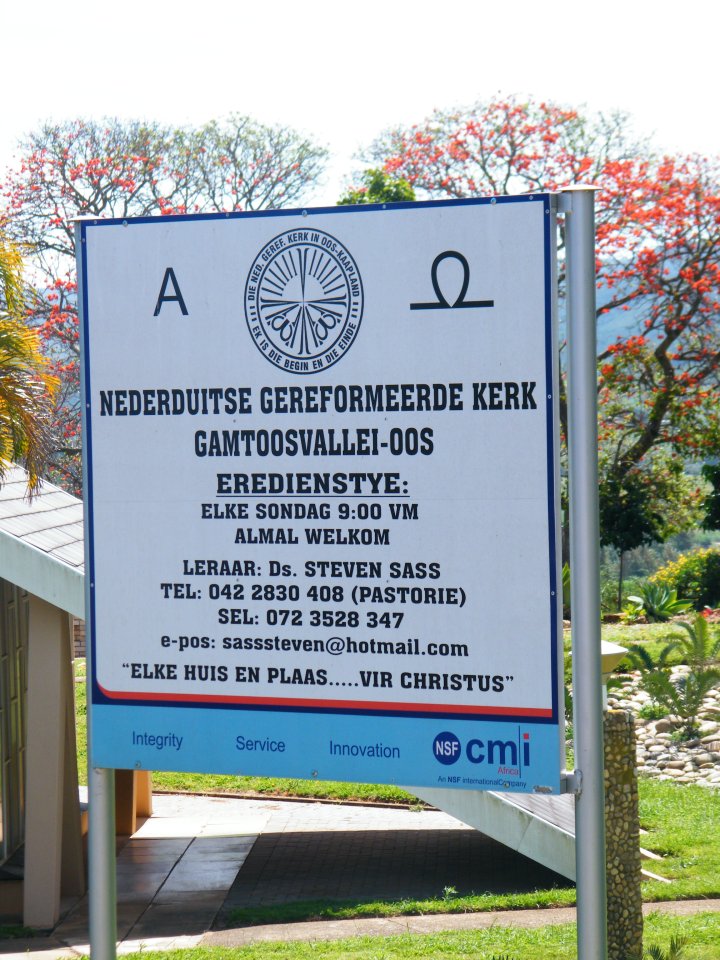 A Ω
DIE NED. GEREF. KERK IN OOS-KAAPLAND
EK IS DIE BEGIN EN DIE EINDE
NEDERDUITSE GEREFORMEERDE KERK
GAMTOOSVALLEI-OOS
EREDIENSTYE:
ELKE SONDAG 9:00 VM
ALMAL WELKOM
LERAAR: Ds. STEVEN SASS
TEL: 042 2830 408 (PASTORIE)
SEL: 072 3528 347
e-pos: sasssteven@hotmail.com
“ELKE HUIS EN PLAAS.....VIR CHRISTUS”
Integrity Service Innovation NSF cmi
Africa
An NSF internationalCompany